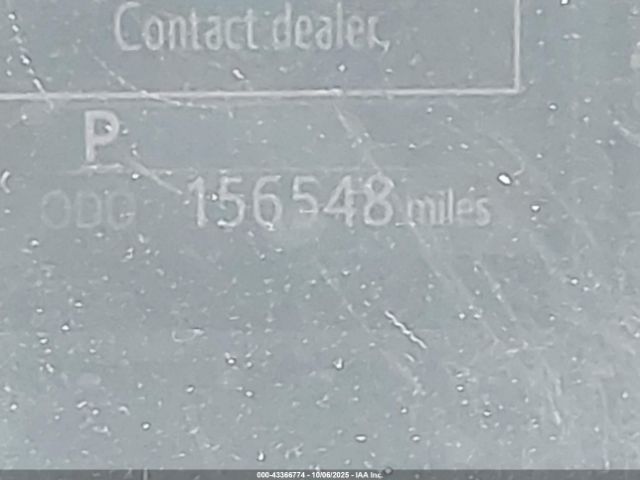 Contact dealer.
P
ODO 156548 miles
000-43366774 - 10/06/2025 - IAA Inc.